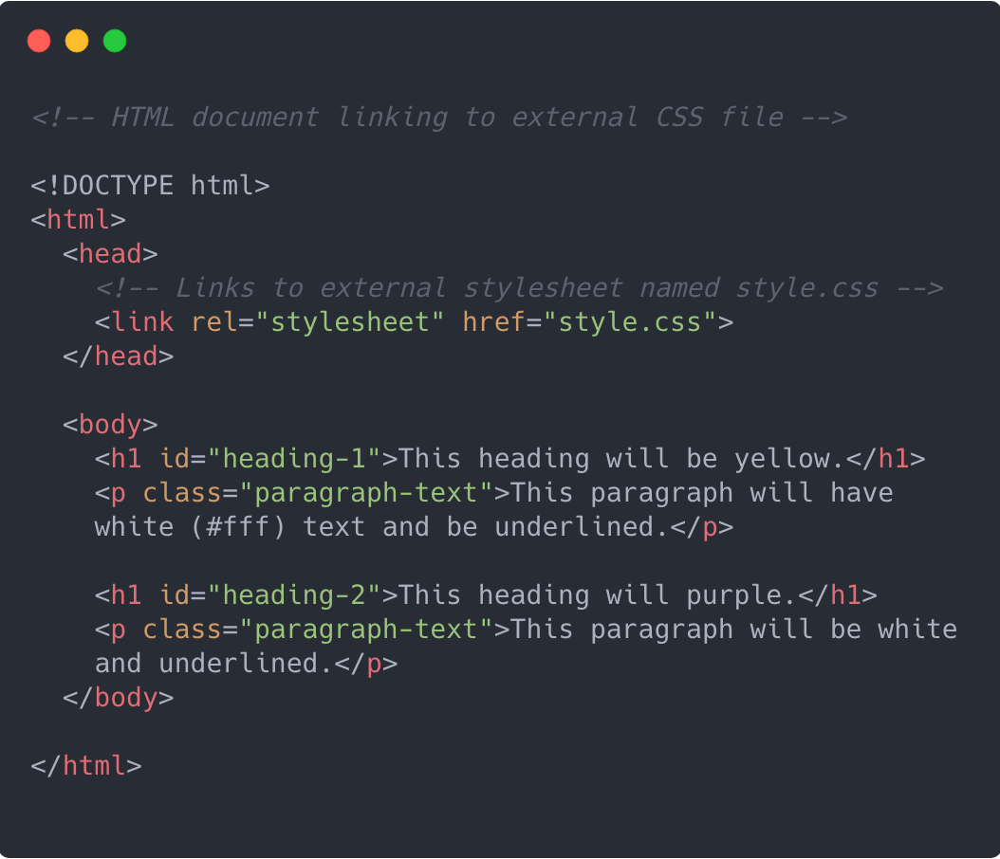 <!-- HTML document linking to external CSS file -->
<!DOCTYPE html>
<html>
<head>
<!-- Links to external stylesheet named style.css -->
<link rel="stylesheet" href="style.css">
</head>
<body>
<h1 id="heading-1">This heading will be yellow.</h1>
<p class="paragraph-text">This paragraph will have
white (#fff) text and be underlined.</p>
<h1 id="heading-2">This heading will purple.</h1>
<p class="paragraph-text">This paragraph will be white
and underlined.</p>
</body>
</html>